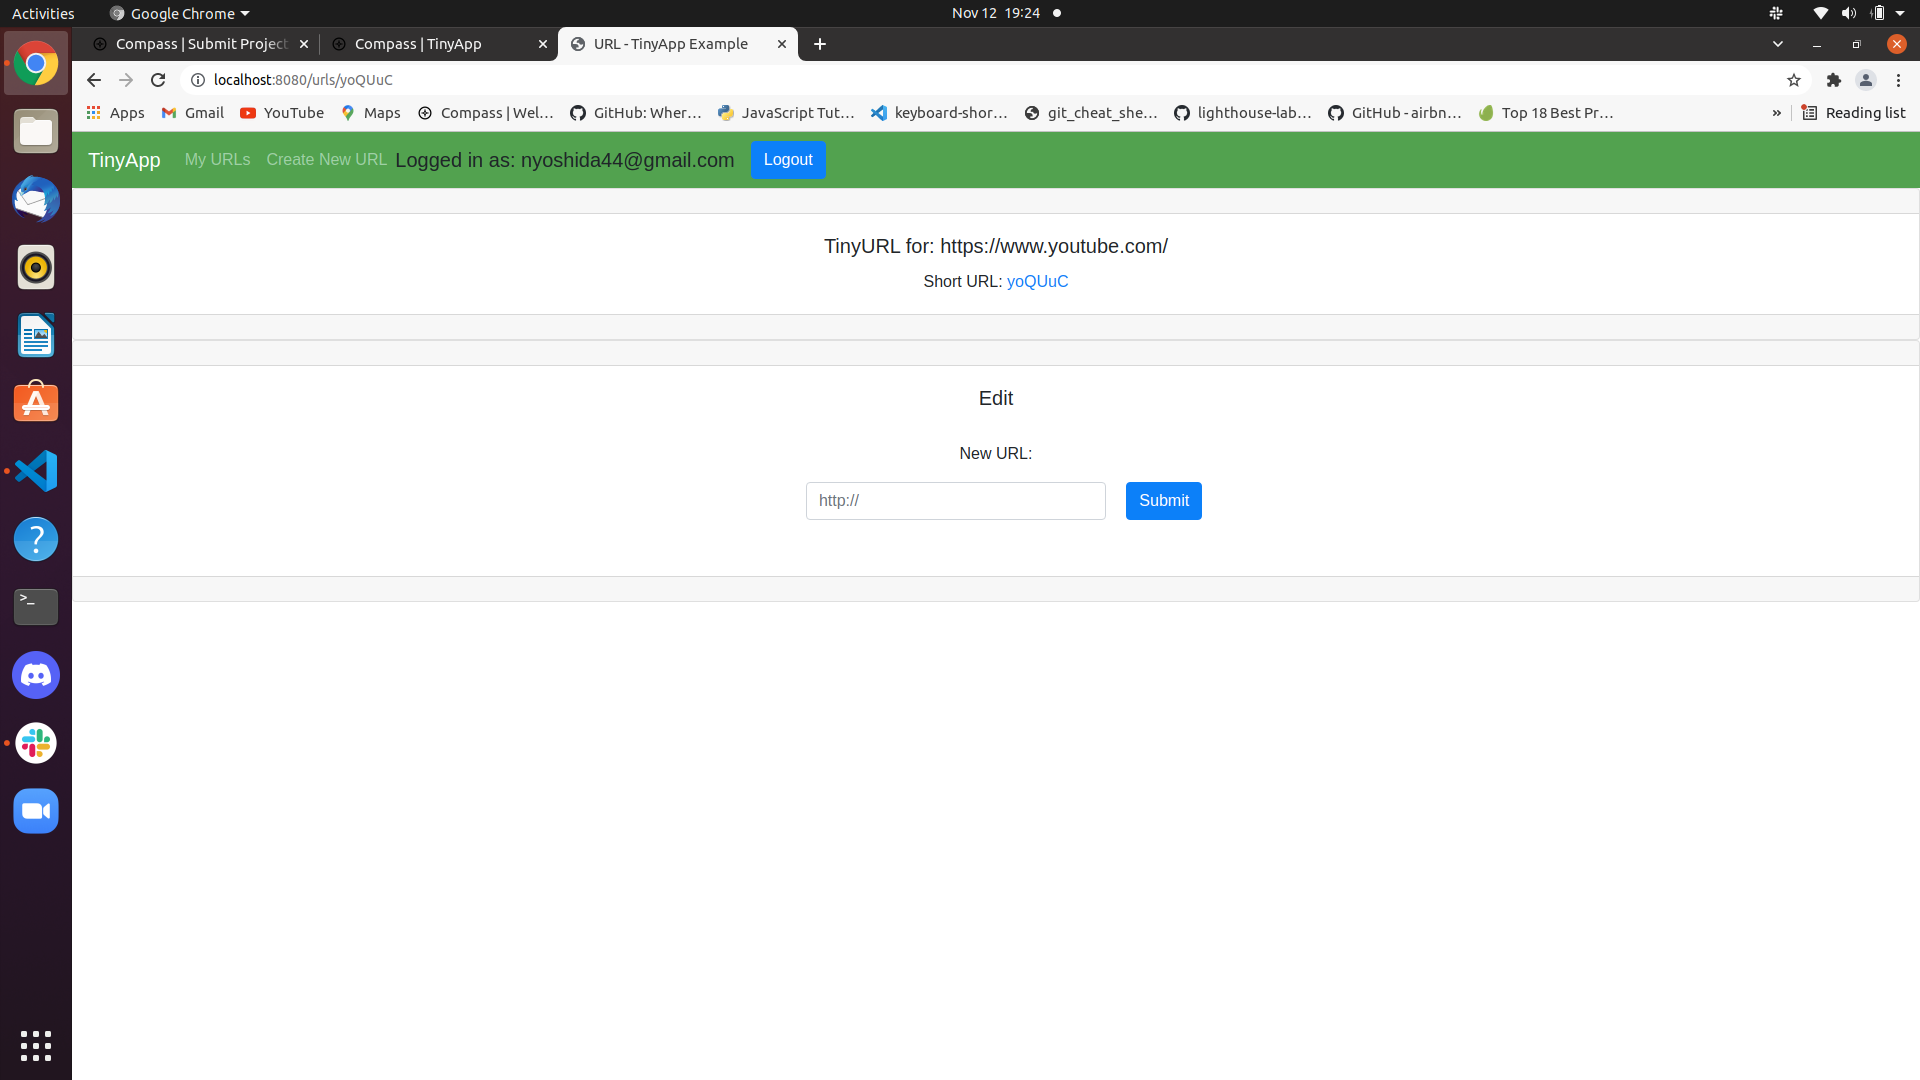 Activities Google Chrome Nov 12 19:24
Compass | Submit Project Compass | TinyApp URL - TinyApp Example
localhost:8080/urls/yoQUuC
Apps Gmail YouTube Maps Compass | Wel… GitHub: Wher… JavaScript Tut… keyboard-shor… git_cheat_she… lighthouse-lab… GitHub - airbn… Top 18 Best Pr… » Reading list
TinyApp My URLs Create New URL Logged in as: nyoshida44@gmail.com Logout
TinyURL for: https://www.youtube.com/
Short URL: yoQUuC
Edit
New URL:
http:// Submit